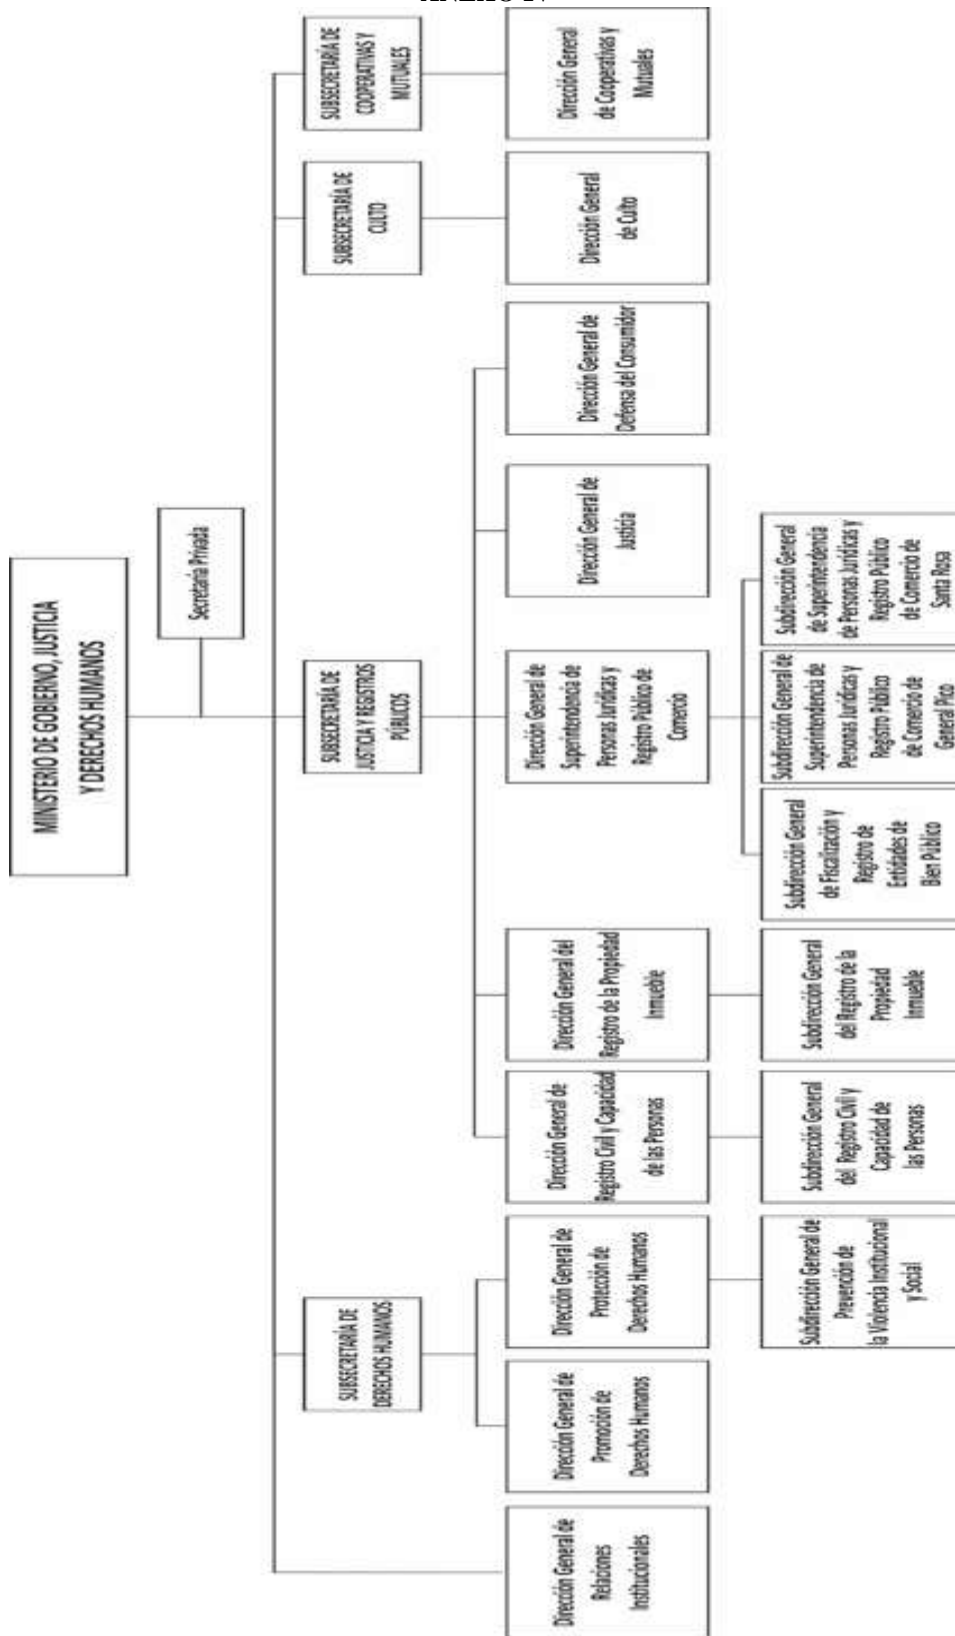 ANEXO IV
MINISTERIO DE GOBIERNO, JUSTICIA
Y DERECHOS HUMANOS
Secretaría Privada
SUBSECRETARÍA DE
DERECHOS HUMANOS
SUBSECRETARÍA DE
JUSTICIA Y REGISTROS
PÚBLICOS
SUBSECRETARÍA DE
CULTO
SUBSECRETARÍA DE
COOPERATIVAS Y
MUTUALES
Dirección General de
Relaciones
Institucionales
Dirección General de
Promoción de
Derechos Humanos
Dirección General de
Protección de
Derechos Humanos
Dirección General de
Registro Civil y Capacidad
de las Personas
Dirección General del
Registro de la Propiedad
Inmueble
Dirección General de
Superintendencia de
Personas Jurídicas y
Registro Público de
Comercio
Dirección General de
Justicia
Dirección General de
Defensa del Consumidor
Dirección General
de Culto
Dirección General
de Cooperativas y
Mutuales
Subdirección General de
Prevención de
la Violencia Institucional
y Social
Subdirección General
del Registro Civil y
Capacidad de
las Personas
Subdirección General
del Registro de la
Propiedad
Inmueble
Subdirección General
de Fiscalización y
Registro de
Entidades de
Bien Público
Subdirección General de
Superintendencia de
Personas Jurídicas y
Registro Público
de Comercio de
General Pico
Subdirección General
de Superintendencia
de Personas Jurídicas y
Registro Público
de Comercio de
Santa Rosa